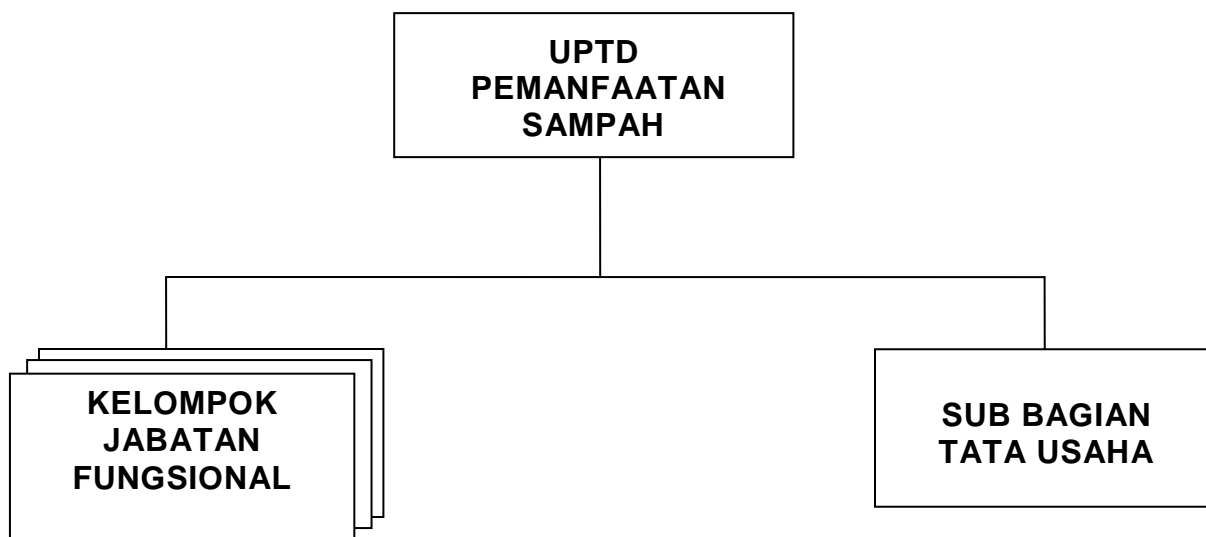 UPTD
PEMANFAATAN
SAMPAH
KELOMPOK
JABATAN
FUNGSIONAL
SUB BAGIAN
TATA USAHA